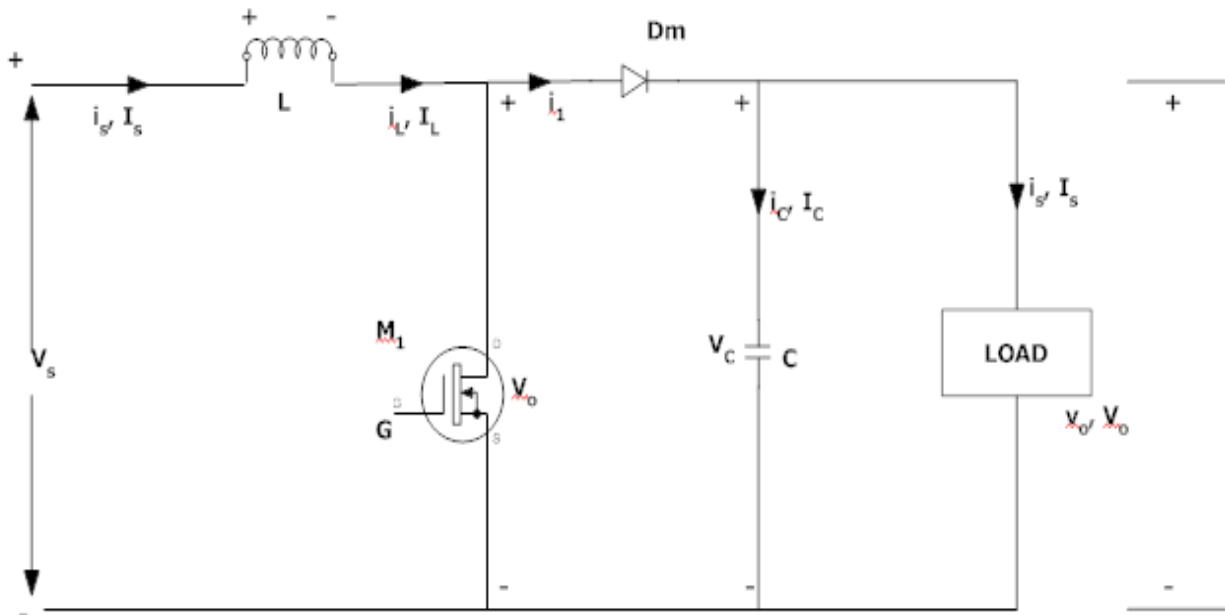 + -
Dm
+
L
i_s, I_s
i_L, I_L
+
i_1
+
+
i_C, I_C
i_s, I_s
M_1
D
V_s
V_o
V_C
C
LOAD
G
G
S
v_o, V_o
-
-
-
-